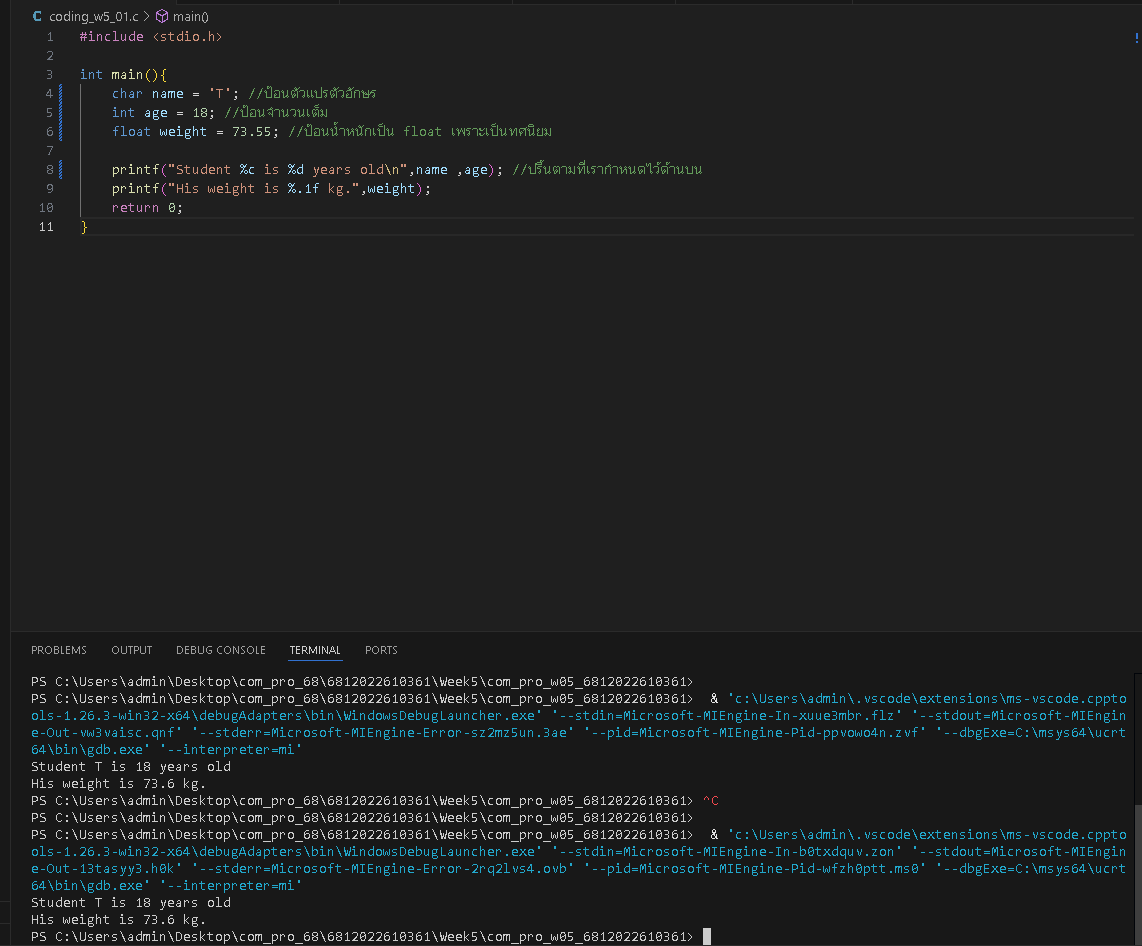 C coding_w5_01.c > main()
1 #include <stdio.h>
2
3 int main(){
4 char name = 'T'; //ป้อนตัวแปรตัวอักษร
5 int age = 18; //ป้อนจำนวนเต็ม
6 float weight = 73.55; //ป้อนน้ำหนักเป็น float เพราะเป็นทศนิยม
7
8 printf("Student %c is %d years old\n",name ,age); //ปริ้นตามที่เรากำหนดไว้ด้านบน
9 printf("His weight is %.1f kg.",weight);
10 return 0;
11 }
PROBLEMS OUTPUT DEBUG CONSOLE TERMINAL PORTS
PS C:\Users\admin\Desktop\com_pro_68\6812022610361\Week5\com_pro_w05_6812022610361>
PS C:\Users\admin\Desktop\com_pro_68\6812022610361\Week5\com_pro_w05_6812022610361> & 'c:\Users\admin\.vscode\extensions\ms-vscode.cppto
ols-1.26.3-win32-x64\debugAdapters\bin\WindowsDebugLauncher.exe' '--stdin=Microsoft-MIEngine-In-xuue3mbr.flz' '--stdout=Microsoft-MIEngin
e-Out-vw3vaisc.qnf' '--stderr=Microsoft-MIEngine-Error-sz2mz5un.3ae' '--pid=Microsoft-MIEngine-Pid-ppvowo4n.zvf' '--dbgExe=C:\msys64\ucrt
64\bin\gdb.exe' '--interpreter=mi'
Student T is 18 years old
His weight is 73.6 kg.
PS C:\Users\admin\Desktop\com_pro_68\6812022610361\Week5\com_pro_w05_6812022610361> ^C
PS C:\Users\admin\Desktop\com_pro_68\6812022610361\Week5\com_pro_w05_6812022610361>
PS C:\Users\admin\Desktop\com_pro_68\6812022610361\Week5\com_pro_w05_6812022610361> & 'c:\Users\admin\.vscode\extensions\ms-vscode.cppto
ols-1.26.3-win32-x64\debugAdapters\bin\WindowsDebugLauncher.exe' '--stdin=Microsoft-MIEngine-In-b0txdquv.zon' '--stdout=Microsoft-MIEngin
e-Out-13tasyy3.h0k' '--stderr=Microsoft-MIEngine-Error-2rq2lvs4.ovb' '--pid=Microsoft-MIEngine-Pid-wfzh0ptt.ms0' '--dbgExe=C:\msys64\ucrt
64\bin\gdb.exe' '--interpreter=mi'
Student T is 18 years old
His weight is 73.6 kg.
PS C:\Users\admin\Desktop\com_pro_68\6812022610361\Week5\com_pro_w05_6812022610361>